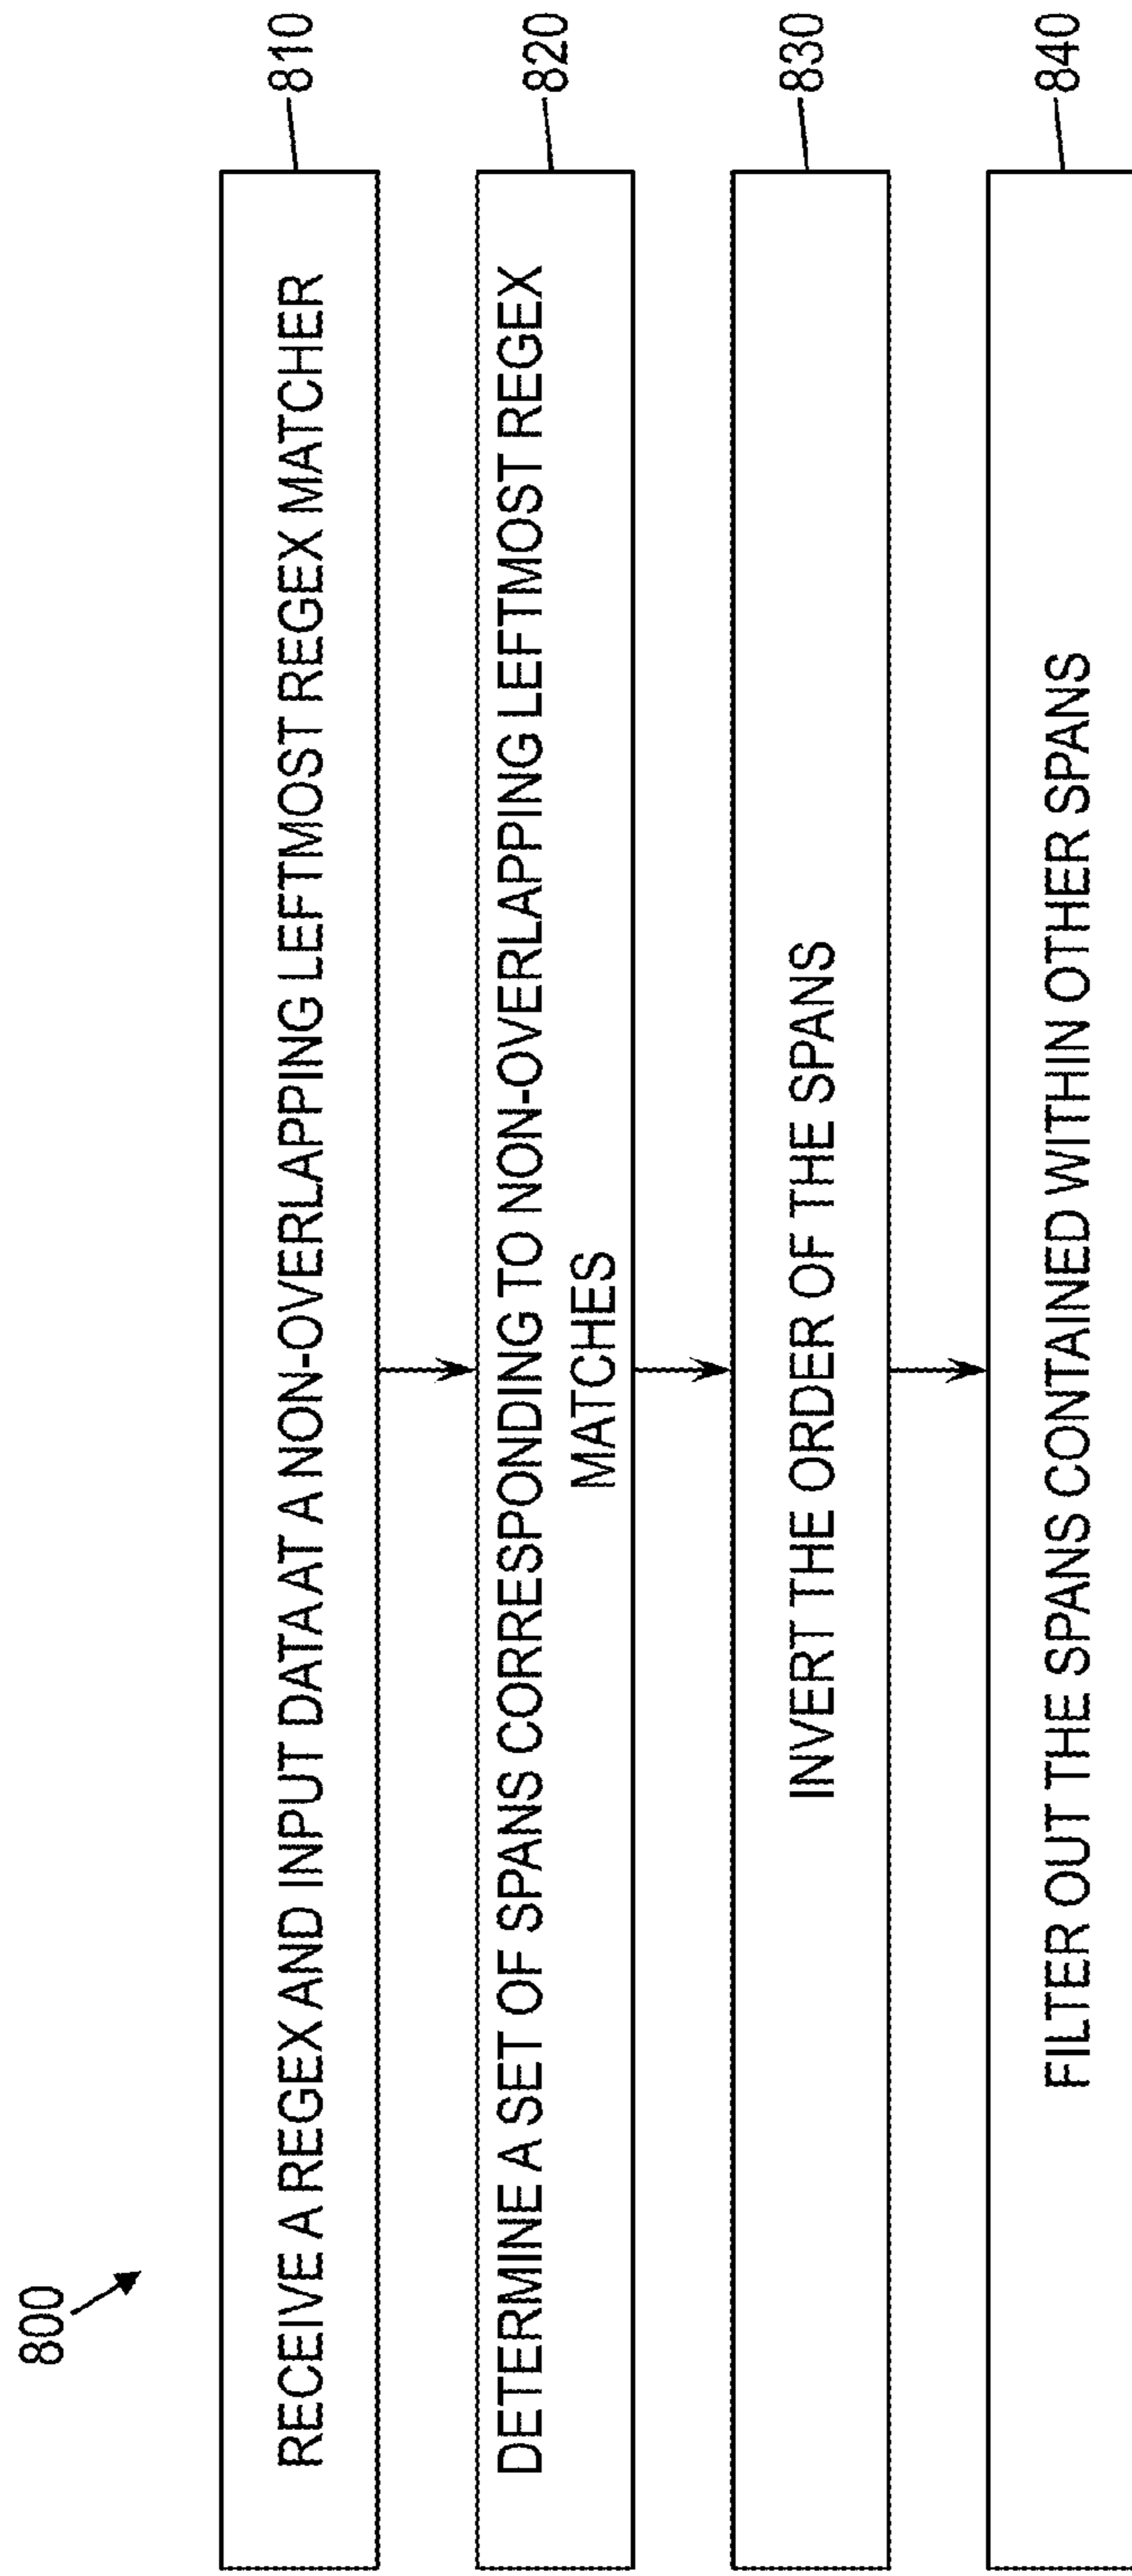 800
RECEIVE A REGEX AND INPUT DATA AT A NON-OVERLAPPING LEFTMOST REGEX MATCHER
810
DETERMINE A SET OF SPANS CORRESPONDING TO NON-OVERLAPPING LEFTMOST REGEX
MATCHES
820
INVERT THE ORDER OF THE SPANS
830
FILTER OUT THE SPANS CONTAINED WITHIN OTHER SPANS
840